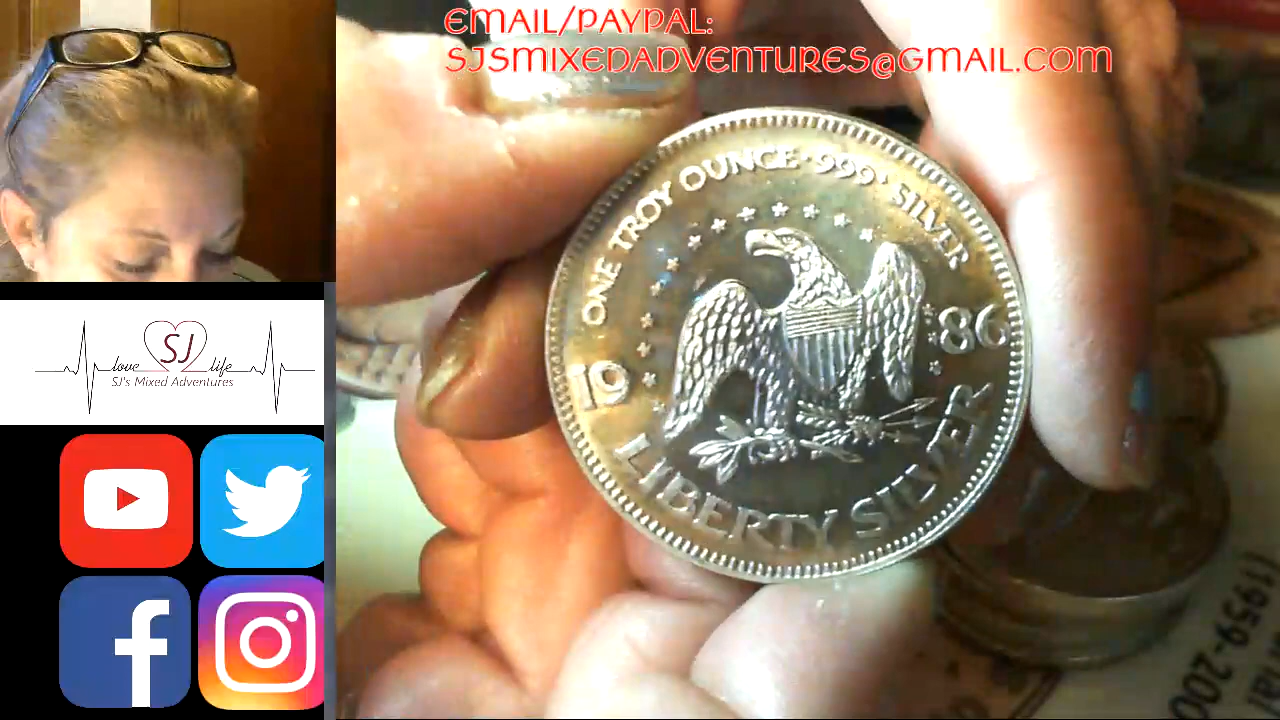 EMAIL/PAYPAL:
SJSMIXEDADVENTURES@GMAIL.COM
ONE TROY OUNCE · 999+ SILVER
19 86
LIBERTY SILVER
SJ
love life
SJ's Mixed Adventures
(1959-200